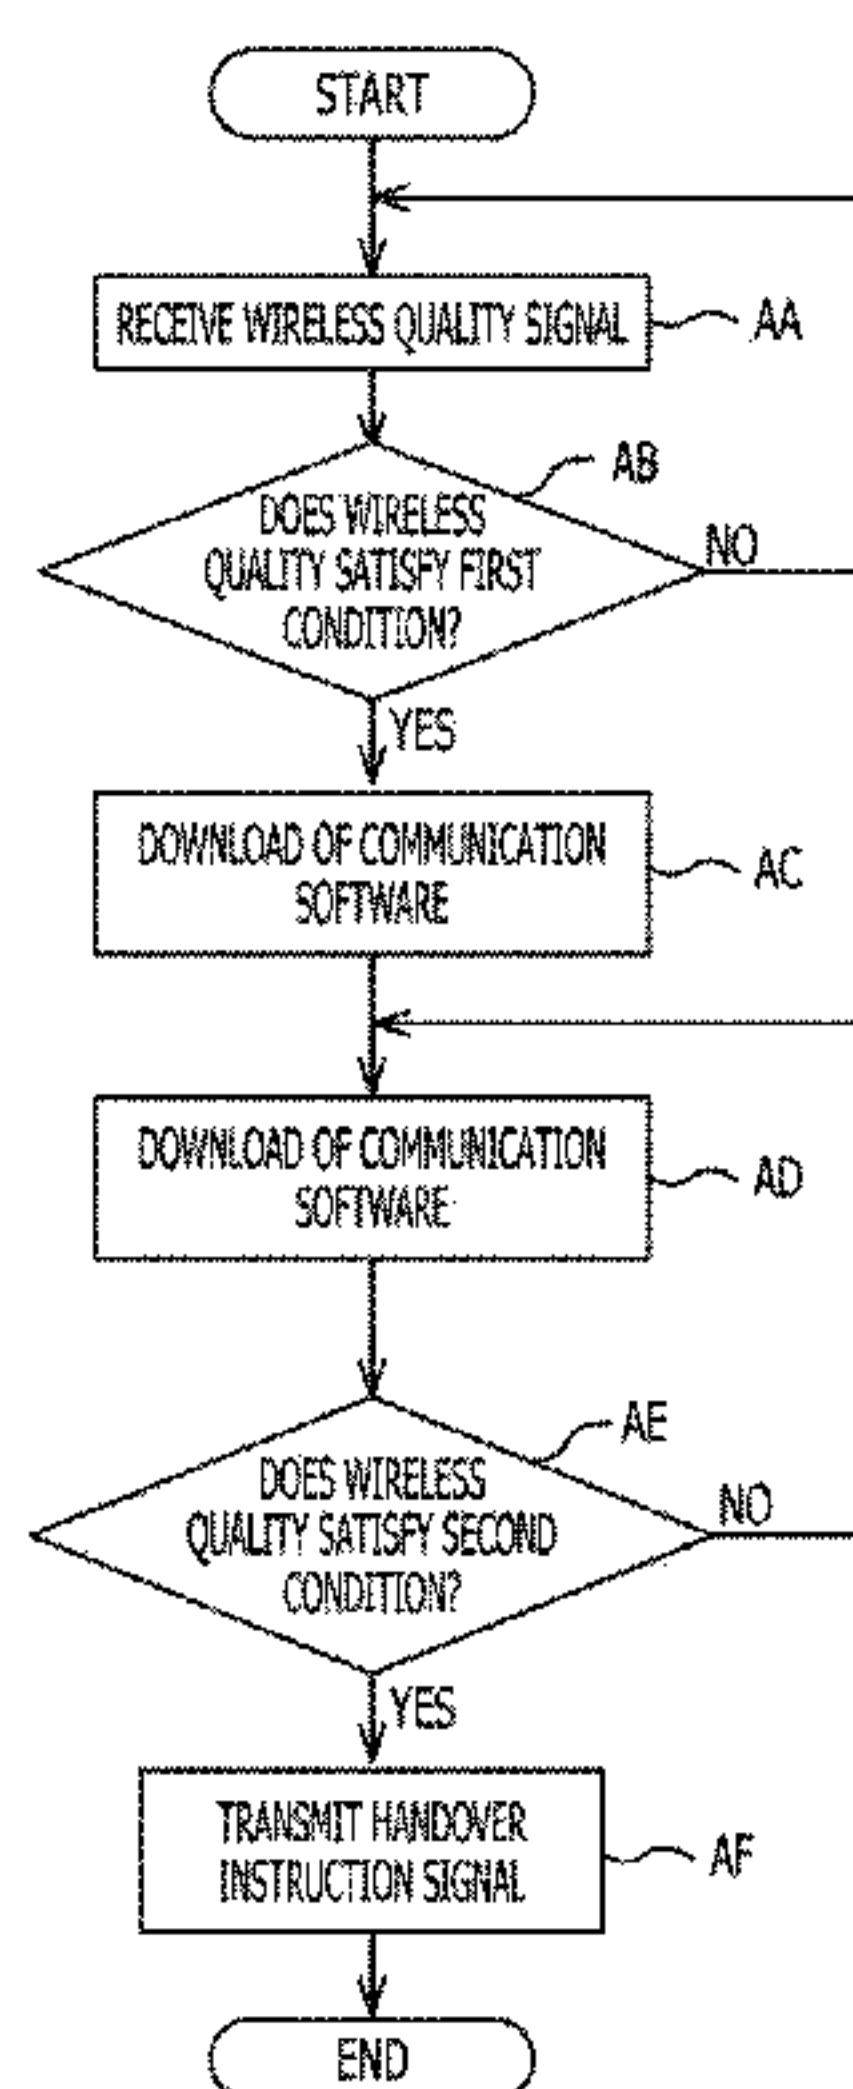 START
RECEIVE WIRELESS QUALITY SIGNAL
AA
AB
DOES WIRELESS
QUALITY SATISFY FIRST
CONDITION?
NO
YES
DOWNLOAD OF COMMUNICATION
SOFTWARE
AC
DOWNLOAD OF COMMUNICATION
SOFTWARE
AD
AE
DOES WIRELESS
QUALITY SATISFY SECOND
CONDITION?
NO
YES
TRANSMIT HANDOVER
INSTRUCTION SIGNAL
AF
END